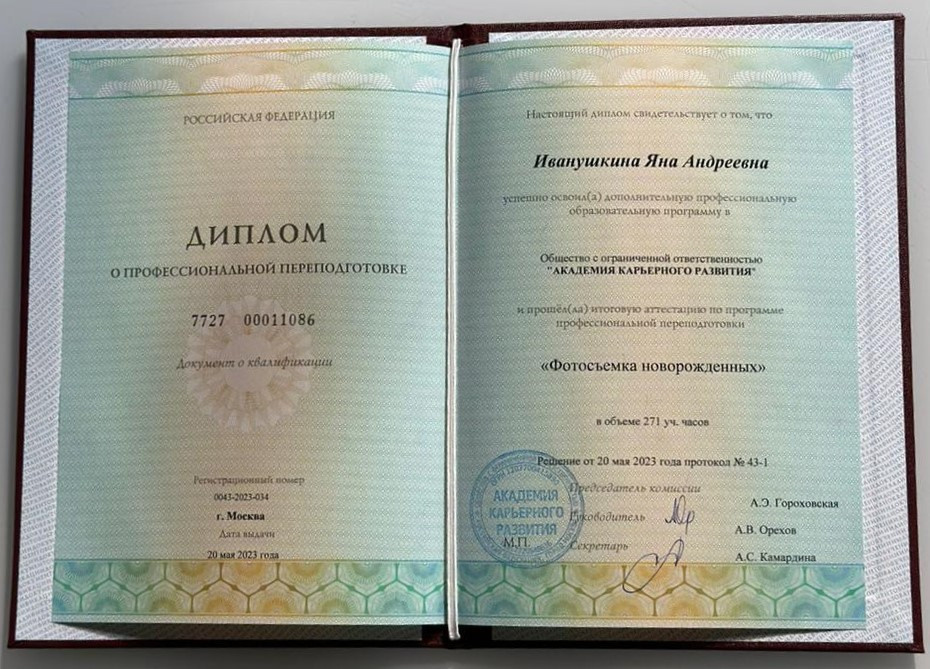 РОССИЙСКАЯ ФЕДЕРАЦИЯ
ДИПЛОМ
О ПРОФЕССИОНАЛЬНОЙ ПЕРЕПОДГОТОВКЕ
7727 00011086
Документ о квалификации
Регистрационный номер
0043-2023-034
г. Москва
Дата выдачи
20 мая 2023 года
Настоящий диплом свидетельствует о том, что
Иванушкина Яна Андреевна
успешно освоил(а) дополнительную профессиональную
образовательную программу в
Общество с ограниченной ответственностью
"АКАДЕМИЯ КАРЬЕРНОГО РАЗВИТИЯ"
и прошёл(ла) итоговую аттестацию по программе
профессиональной переподготовки
«Фотосъемка новорожденных»
в объеме 271 уч. часов
Решение от 20 мая 2023 года протокол № 43-1
Председатель комиссии
А.Э. Гороховская
Руководитель
А.В. Орехов
Секретарь
А.С. Камардина
М.П.
АКАДЕМИЯ
КАРЬЕРНОГО
РАЗВИТИЯ